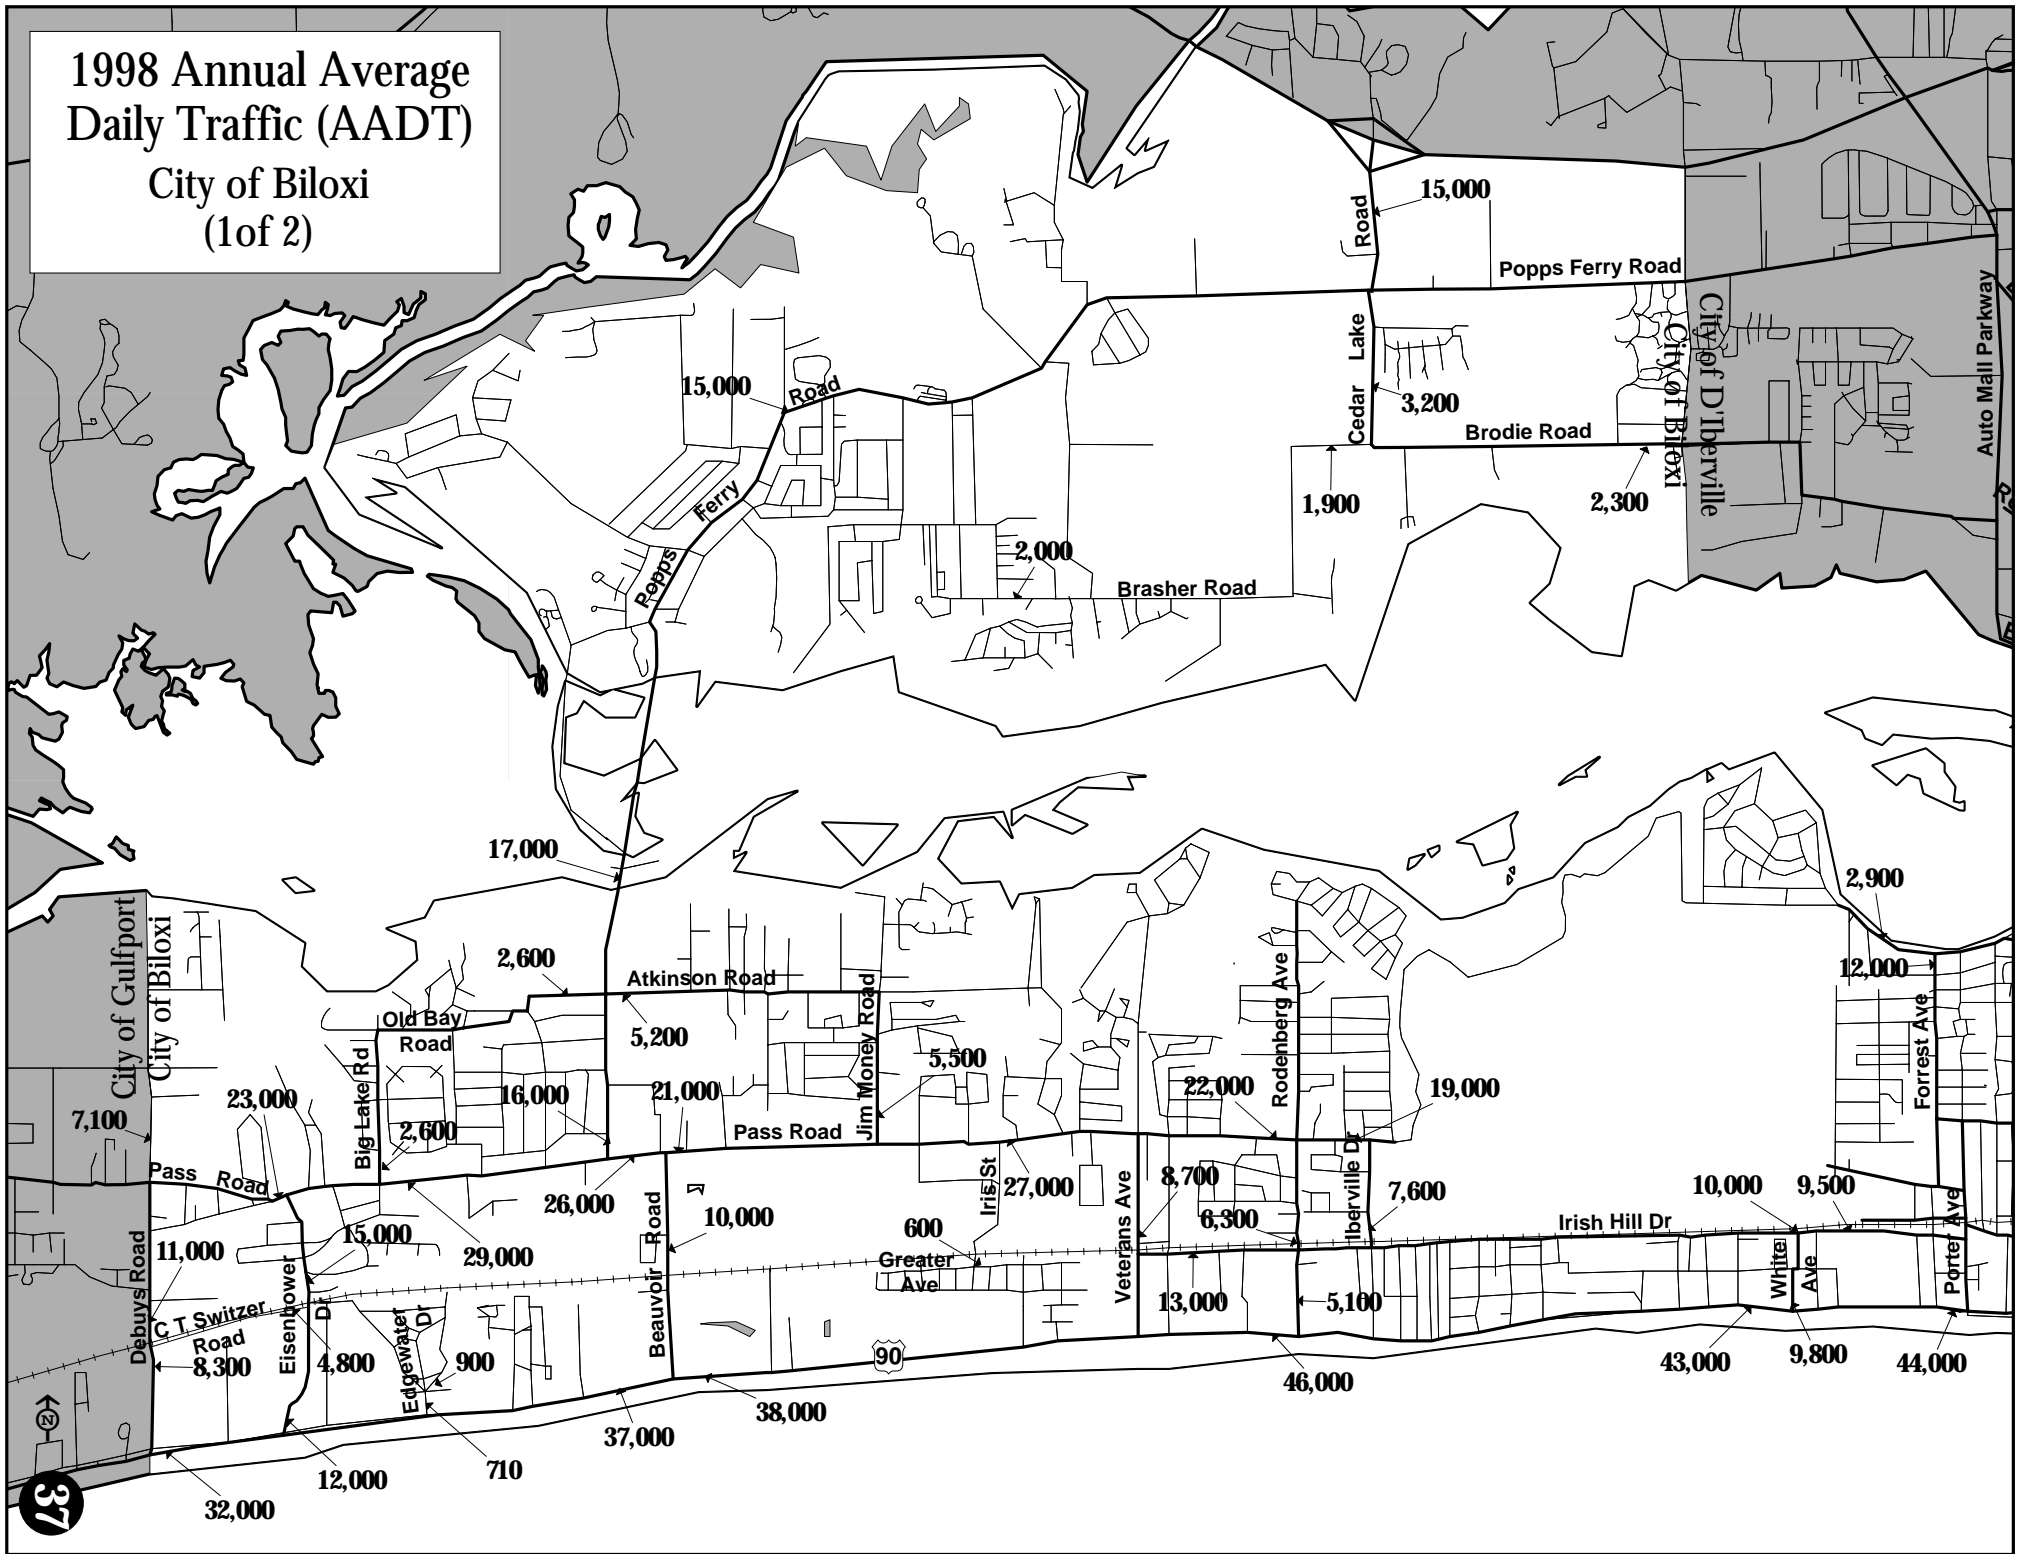 1998 Annual Average
Daily Traffic (AADT)
City of Biloxi
(1of 2)
15,000
Road
Popps Ferry Road
City of D'Iberville
City of Biloxi
Auto Mall Parkway
Lake
Cedar
3,200
Brodie Road
15,000
Road
Ferry
Popps
1,900
2,300
2,000
Brasher Road
17,000
2,900
City of Gulfport
City of Biloxi
2,600
Atkinson Road
12,000
Old Bay
Road
5,200
Jim Money Road
5,500
Rodenberg Ave
Forrest Ave
Big Lake Rd
23,000
7,100
16,000
21,000
22,000
19,000
2,600
Pass Road
Pass Road
26,000
Iris St
27,000
Veterans Ave
8,700
Iberville Dr
7,600
10,000
9,500
11,000
15,000
29,000
Beauvoir Road
10,000
600
Greater
Ave
6,300
Irish Hill Dr
White
Ave
Porter Ave
Debuys Road
C T Switzer
Road
Eisenhower
Dr
Edgewater
Dr
13,000
5,100
8,300
4,800
900
90
43,000
9,800
44,000
46,000
38,000
37,000
710
12,000
32,000
N
37